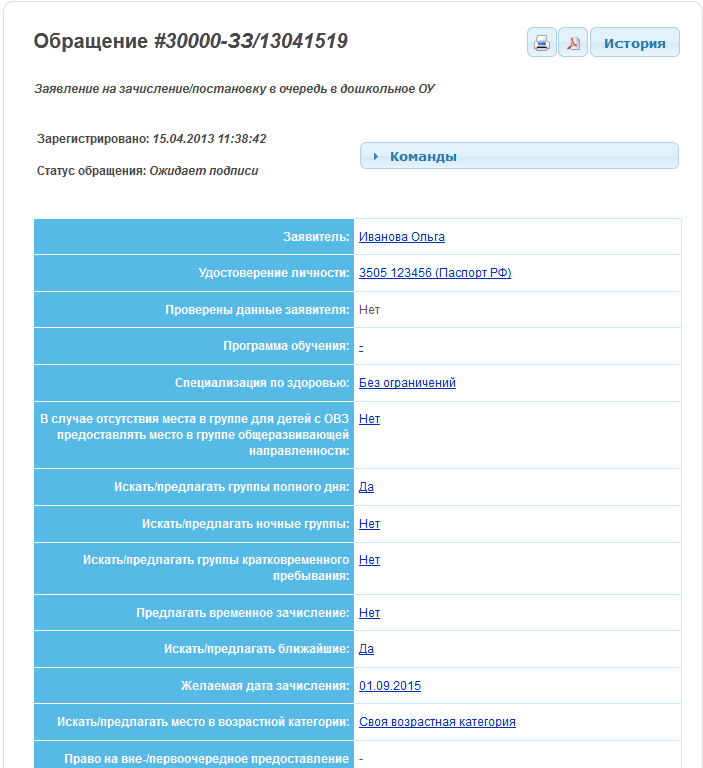 Обращение #30000-ЗЗ/13041519
История
Заявление на зачисление/постановку в очередь в дошкольное ОУ
Зарегистрировано: 15.04.2013 11:38:42
Команды
Статус обращения: Ожидает подписи
Заявитель: Иванова Ольга
Удостоверение личности: 3505 123456 (Паспорт РФ)
Проверены данные заявителя: Нет
Программа обучения: -
Специализация по здоровью: Без ограничений
В случае отсутствия места в группе для детей с ОВЗ Нет
предоставлять место в группе общеразвивающей
направленности:
Искать/предлагать группы полного дня: Да
Искать/предлагать ночные группы: Нет
Искать/предлагать группы кратковременного Нет
пребывания:
Предлагать временное зачисление: Нет
Искать/предлагать ближайшие: Да
Желаемая дата зачисления: 01.09.2015
Искать/предлагать место в возрастной категории: Своя возрастная категория
Право на вне-/первоочередное предоставление -